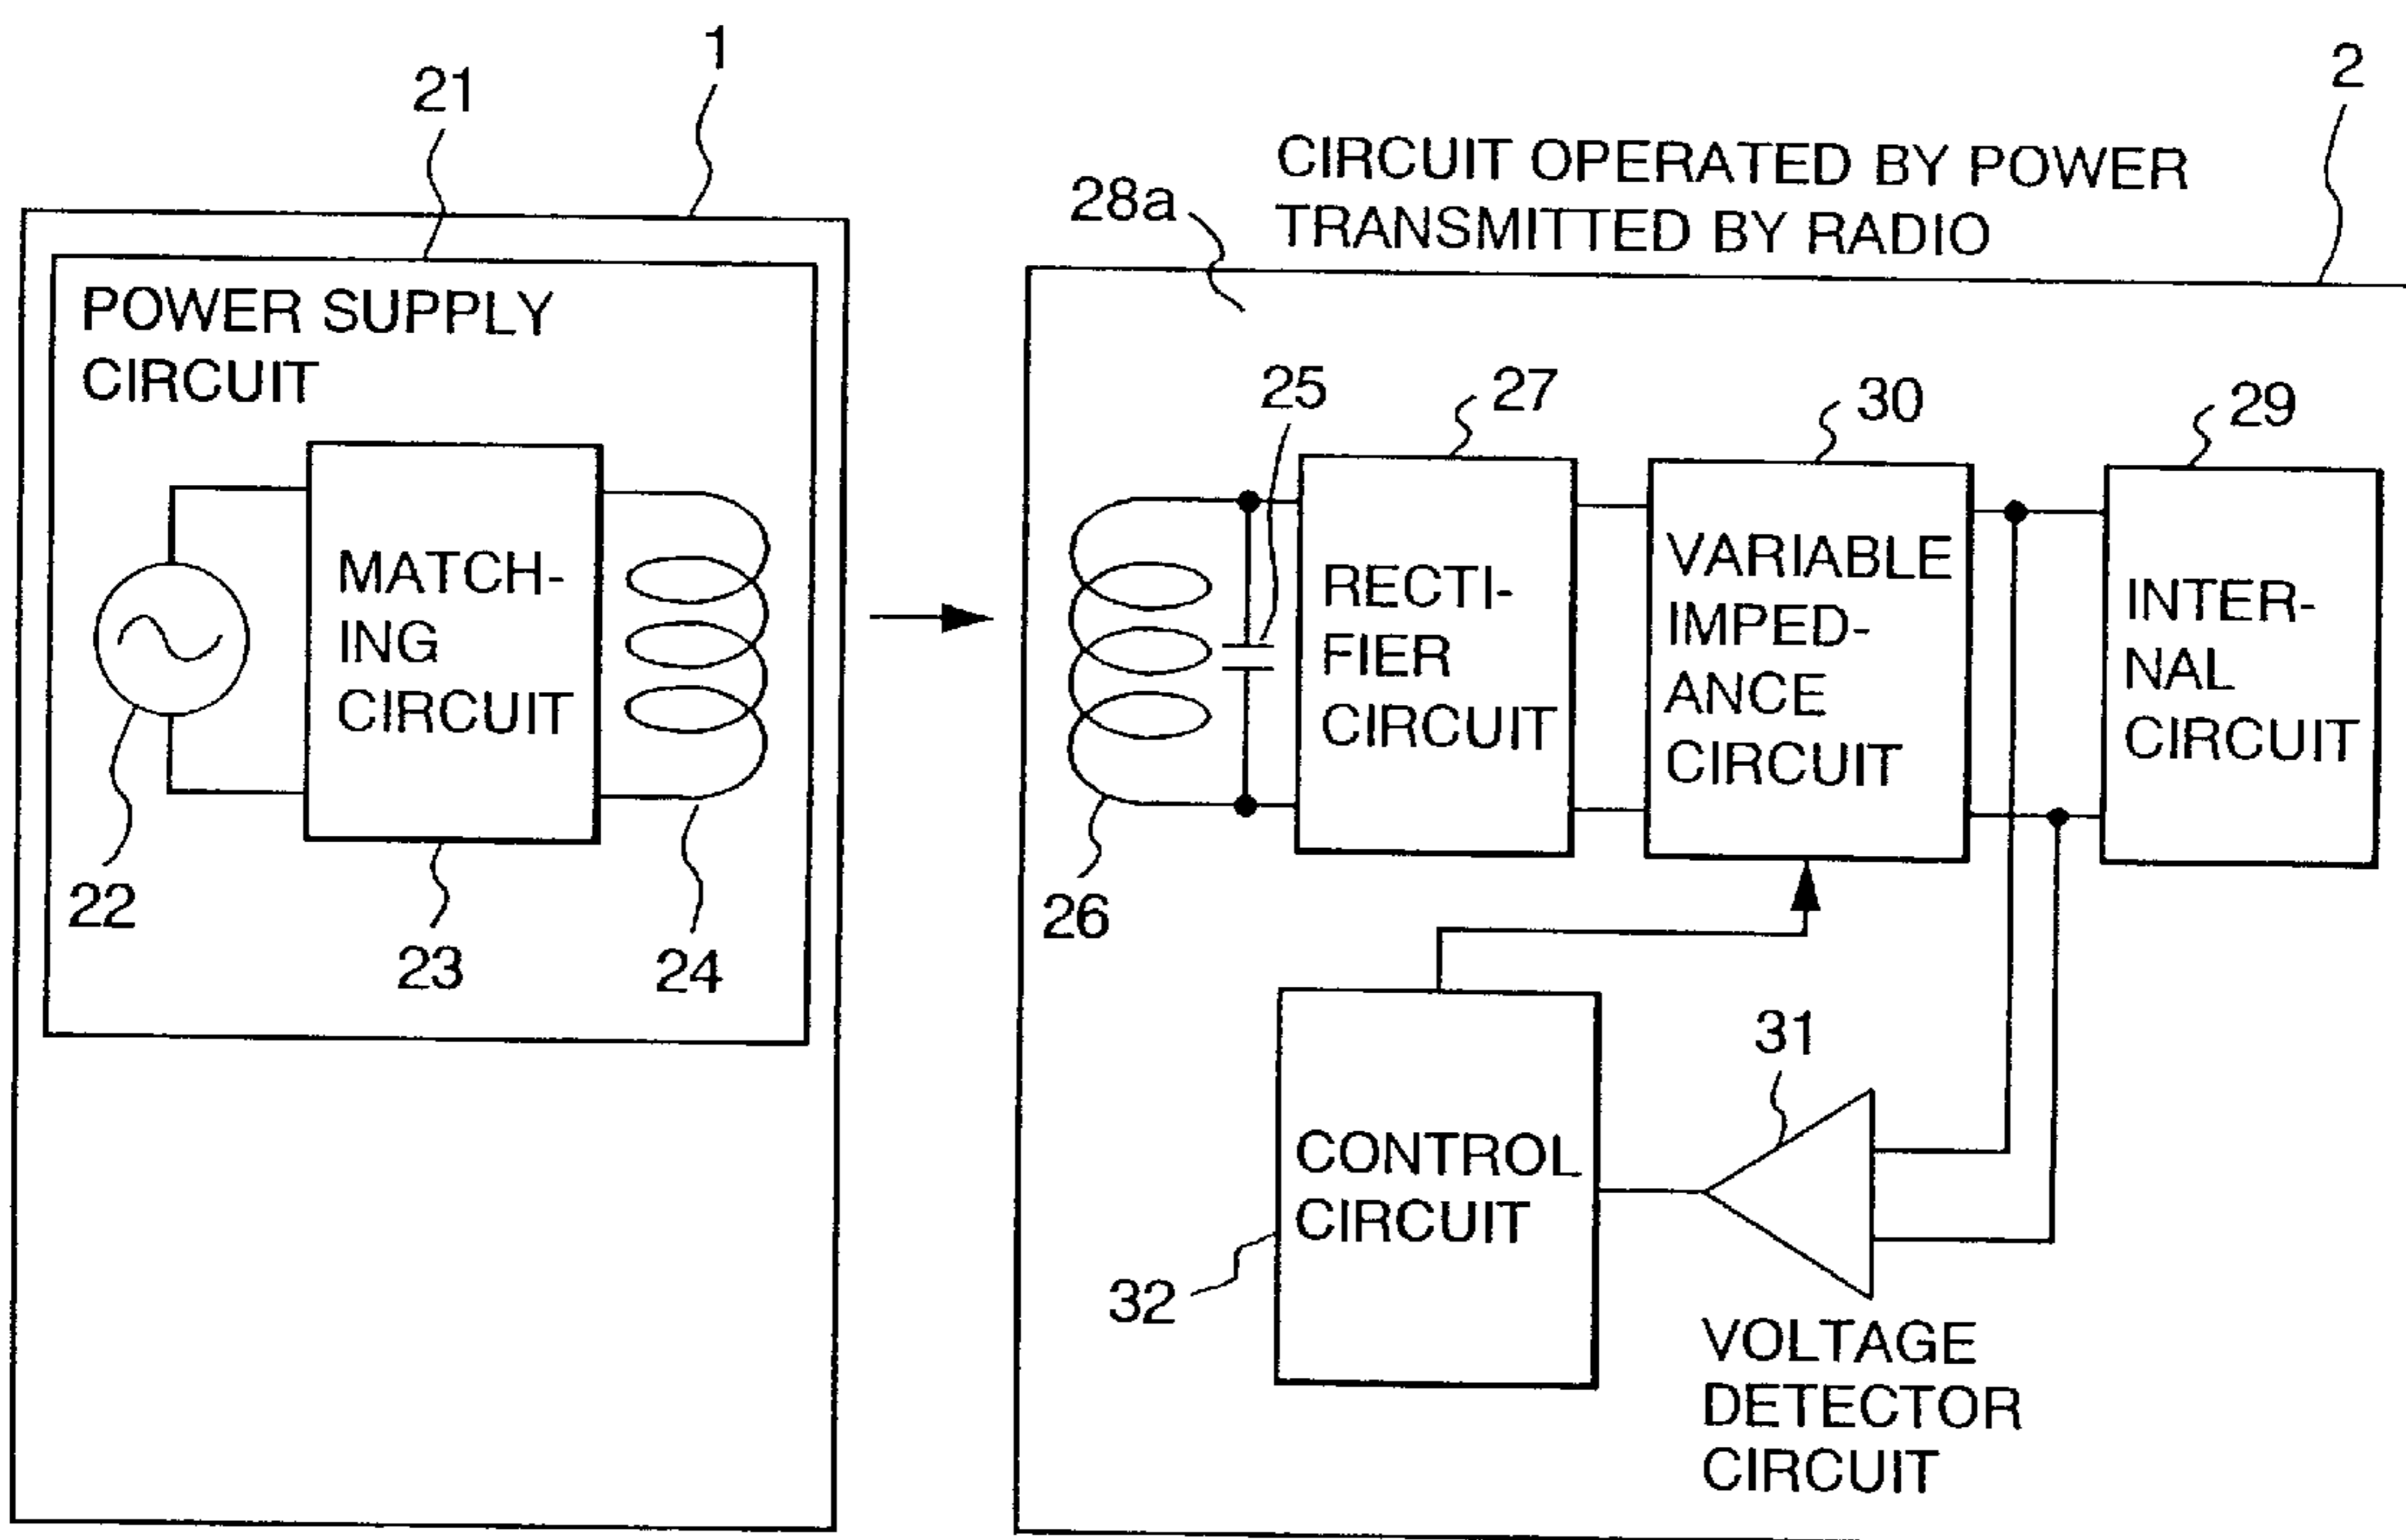 1
21
2
CIRCUIT OPERATED BY POWER
TRANSMITTED BY RADIO
28a
POWER SUPPLY
CIRCUIT
25
27
30
29
MATCH-
ING
CIRCUIT
RECTI-
FIER
CIRCUIT
VARIABLE
IMPED-
ANCE
CIRCUIT
INTER-
NAL
CIRCUIT
22
23
24
26
31
CONTROL
CIRCUIT
32
VOLTAGE
DETECTOR
CIRCUIT